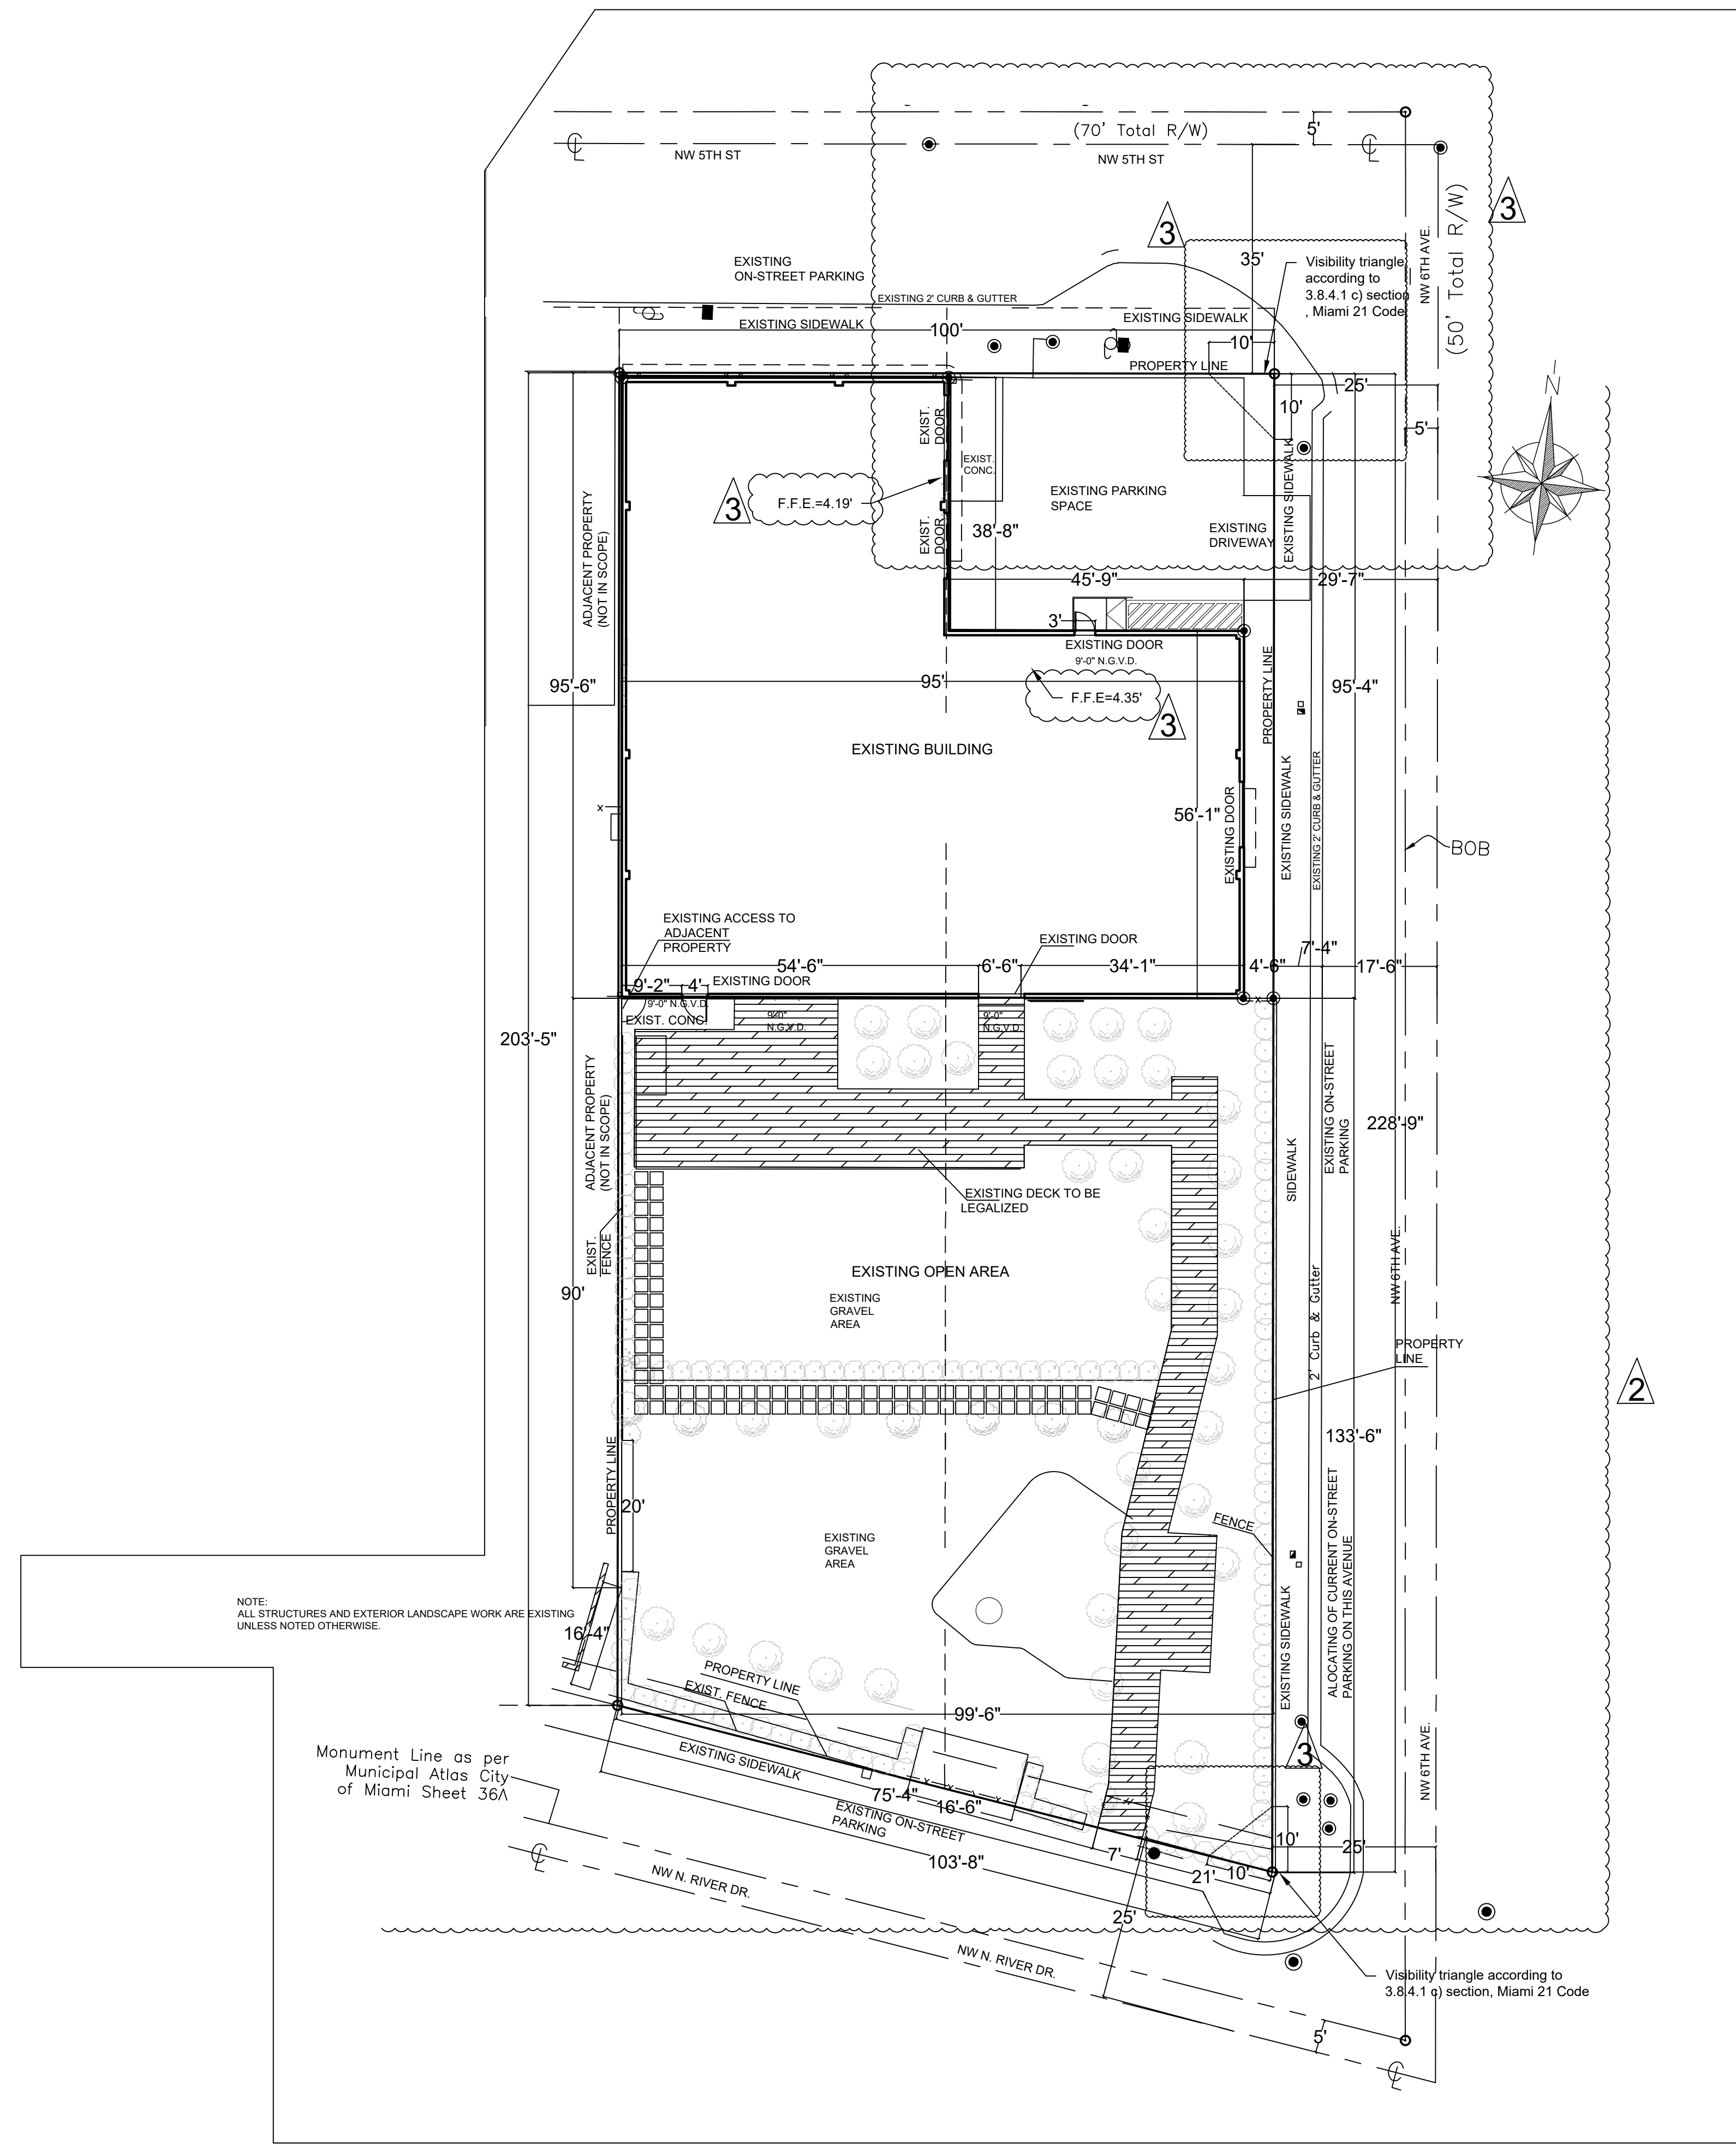 (70' Total R/W)
5'
NW 5TH ST
NW 5TH ST
3
3
(50' Total R/W)
NW 6TH AVE.
35'
Visibility triangle
according to
3.8.4.1 c) section
, Miami 21 Code
EXISTING
ON-STREET PARKING
EXISTING 2' CURB & GUTTER
EXISTING SIDEWALK
100'
EXISTING SIDEWALK
10'
PROPERTY LINE
25'
10'
5'
N
EXIST.
DOOR
EXIST.
CONC.
EXISTING SIDEWALK
3
F.F.E.=4.19'
EXISTING PARKING
SPACE
ADJACENT PROPERTY
(NOT IN SCOPE)
EXIST.
DOOR
38'-8"
EXISTING
DRIVEWAY
45'-9"
29'-7"
3'
EXISTING DOOR
9'-0" N.G.V.D.
95'-6"
95'
F.F.E=4.35'
3
PROPERTY LINE
95'-4"
EXISTING BUILDING
56'-1"
EXISTING DOOR
EXISTING SIDEWALK
EXISTING 2' CURB & GUTTER
x
BOB
EXISTING ACCESS TO
ADJACENT
PROPERTY
EXISTING DOOR
7'-4"
54'-6"
6'-6"
34'-1"
4'-6"
17'-6"
9'-2"
4'
EXISTING DOOR
9'-0" N.G.V.D.
EXIST. CONC.
9'-0"
N.G.V.D.
9'-0"
N.G.V.D.
x
203'-5"
ADJACENT PROPERTY
(NOT IN SCOPE)
EXISTING ON-STREET
PARKING
228'-9"
SIDEWALK
EXISTING DECK TO BE
LEGALIZED
EXIST.
FENCE
EXISTING OPEN AREA
NW 6TH AVE.
90'
EXISTING
GRAVEL
AREA
2' Curb & Gutter
PROPERTY
LINE
2
133'-6"
PROPERTY LINE
20'
FENCE
EXISTING
GRAVEL
AREA
ALOCATING OF CURRENT ON-STREET
PARKING ON THIS AVENUE
EXISTING SIDEWALK
NOTE:
ALL STRUCTURES AND EXTERIOR LANDSCAPE WORK ARE EXISTING
UNLESS NOTED OTHERWISE.
16'-4"
PROPERTY LINE
EXIST. FENCE
99'-6"
3
NW 6TH AVE.
Monument Line as per
Municipal Atlas City
of Miami Sheet 36A
EXISTING SIDEWALK
x
x
x
75'-4"
16'-6"
EXISTING ON-STREET
PARKING
103'-8"
7'
21'
10'
10'
25'
25'
NW N. RIVER DR.
NW N. RIVER DR.
Visibility triangle according to
3.8.4.1 c) section, Miami 21 Code
5'